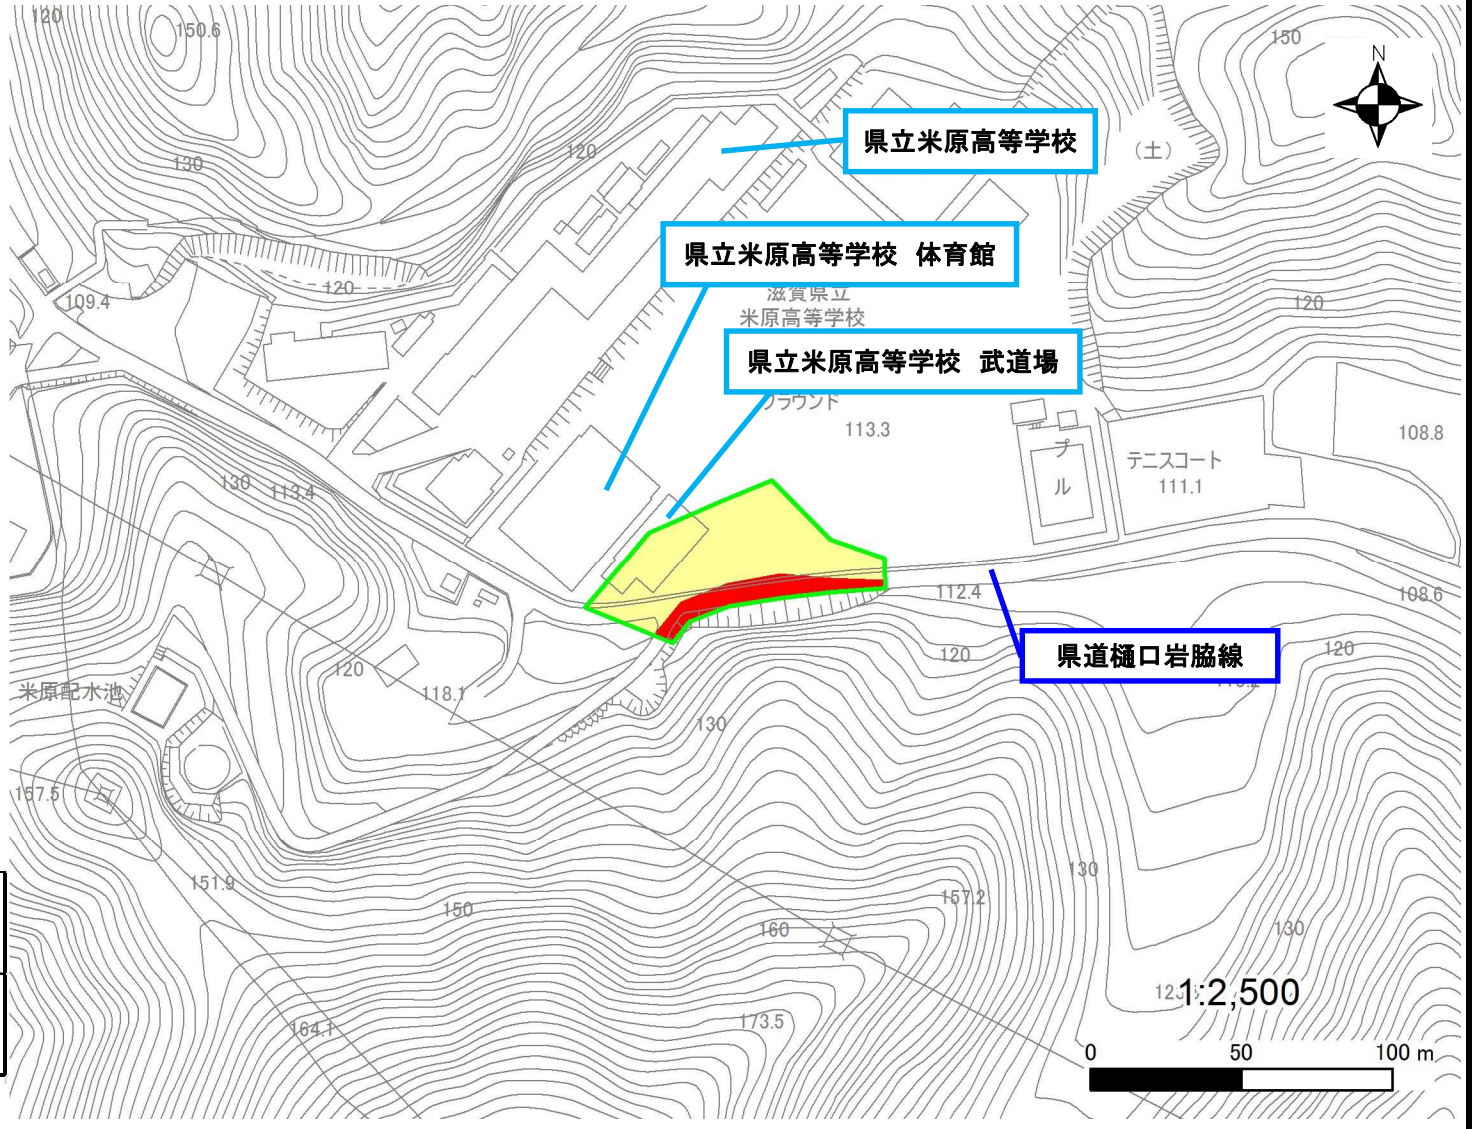 120
150.6
150
N
県立米原高等学校
(土)
120
130
県立米原高等学校 体育館
120
滋賀県立
109.4
120
米原高等学校
県立米原高等学校 武道場
グラウンド
113.3
108.8
プール
テニスコート
111.1
130
113.4
112.4
108.6
県道樋口岩脇線
120
120
120
米原配水池
118.1
130
157.5
151.9
130
150
157.2
160
130
1:2,500
164.1
173.5
0 50 100 m